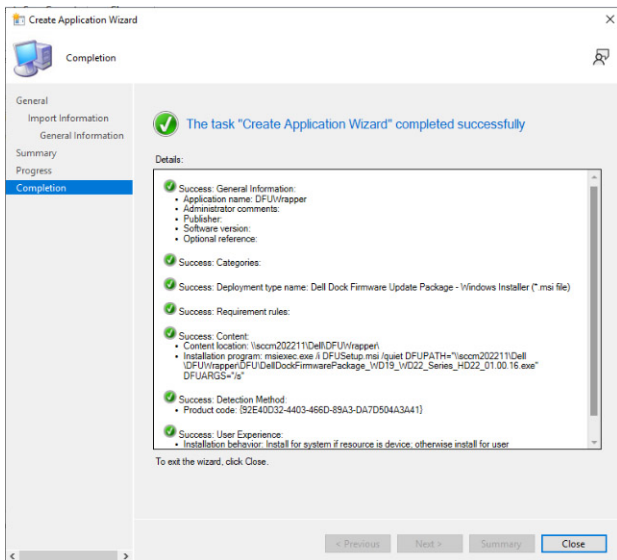 Create Application Wizard
Completion
General
Import Information
General Information
Summary
Progress
Completion
The task "Create Application Wizard" completed successfully
Details:
Success: General Information:
• Application name: DFUWrapper
• Administrator comments:
• Publisher:
• Software version:
• Optional reference:
Success: Categories:
Success: Deployment type name: Dell Dock Firmware Update Package - Windows Installer (*.msi file)
Success: Requirement rules:
Success: Content:
• Content location: \\sccm202211\Dell\DFUWrapper\
• Installation program: msiexec.exe /i DFUSetup.msi /quiet DFUPATH="\\sccm202211\Dell
\DFUWrapper\DFU\DellDockFirmwarePackage_WD19_WD22_Series_HD22_01.00.16.exe"
DFUARGS="/s"
Success: Detection Method:
• Product code: {92E40D32-4403-466D-89A3-DA7D504A3A41}
Success: User Experience:
• Installation behavior: Install for system if resource is device; otherwise install for user
To exit the wizard, click Close.
< Previous
Next >
Summary
Close